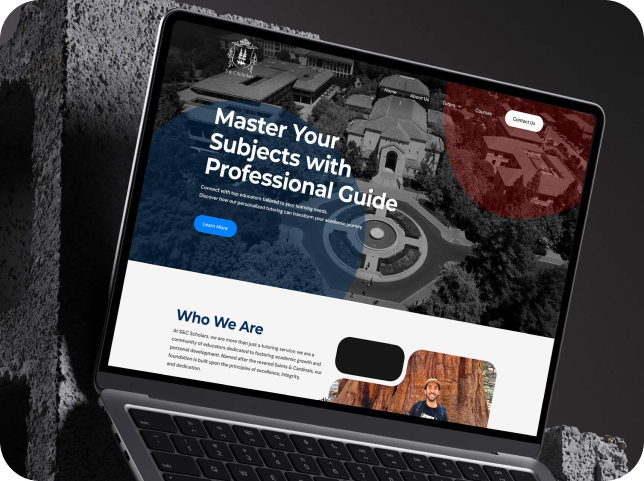 S&C Scholars
Home
About Us
Tutors
Courses
Contact Us
Master Your
Subjects with
Professional Guide
Connect with top educators tailored to your learning needs.
Discover how our personalized tutoring can transform your academic journey.
Learn More
Who We Are
At S&C Scholars, we are more than just a tutoring service; we are a
community of educators dedicated to fostering academic growth and
personal development. Named after the revered Saints & Cardinals, our
foundation is built upon the principles of excellence, integrity,
and dedication.